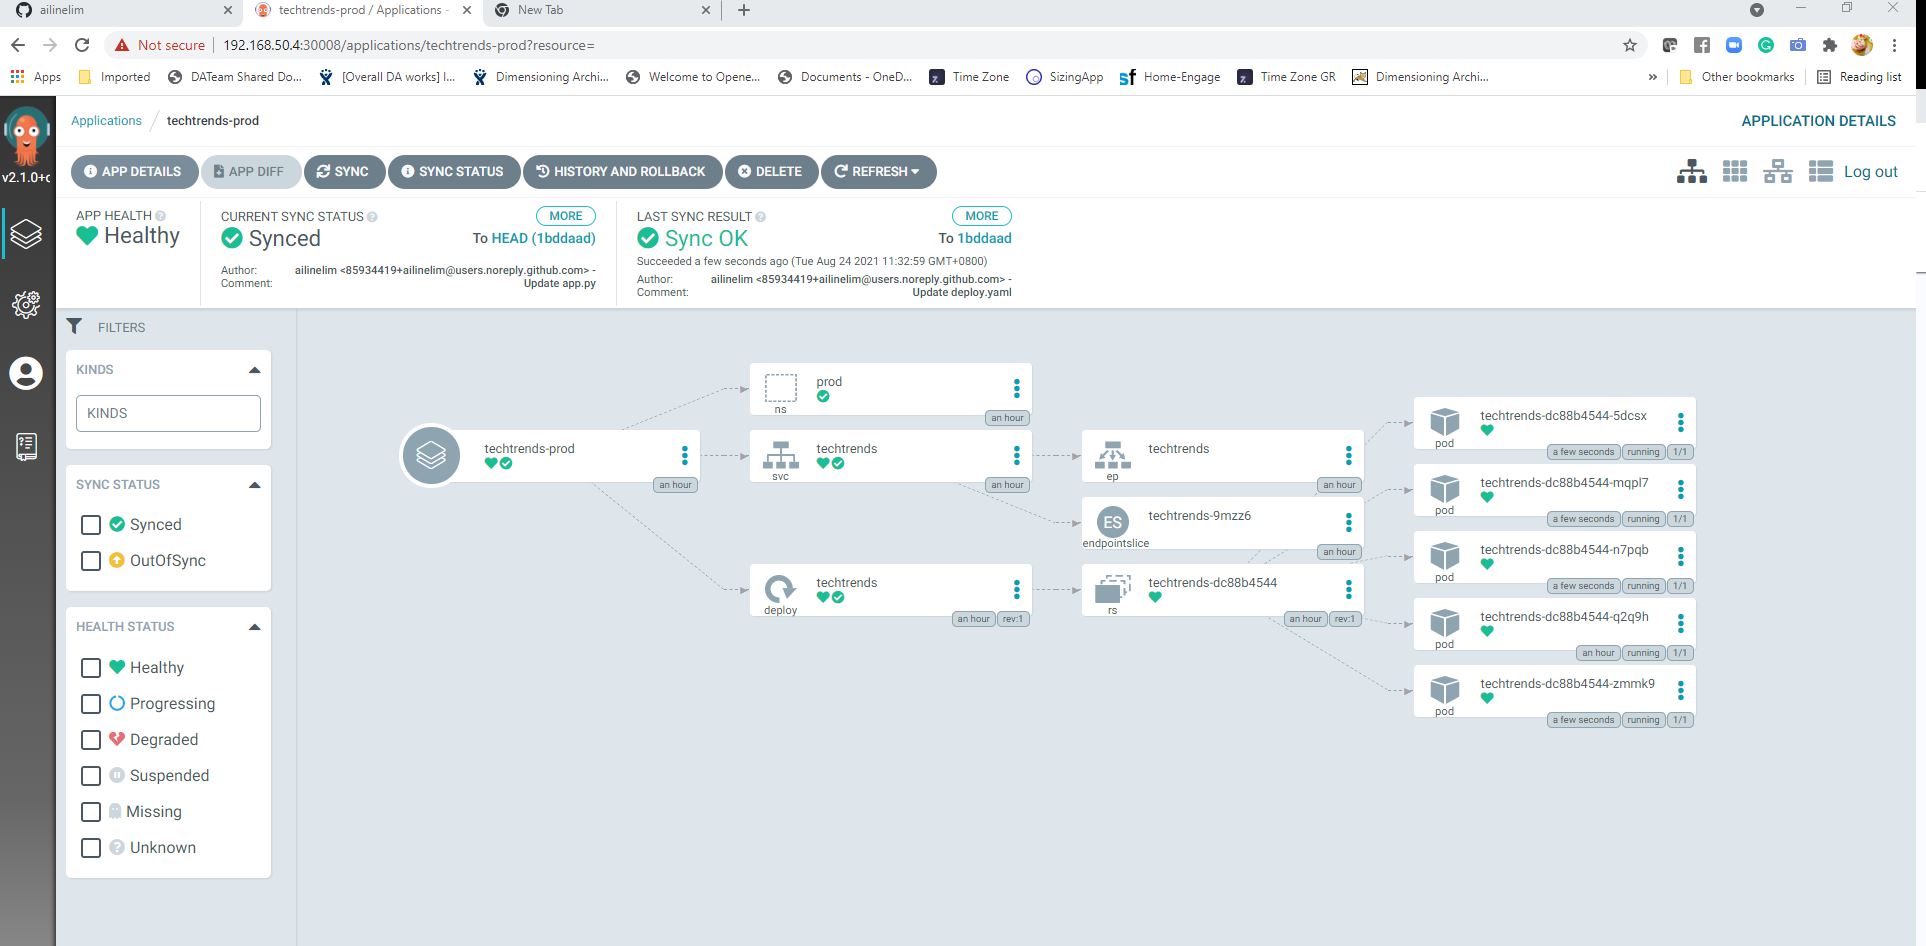 ailinelim
techtrends-prod / Applications -
New Tab
Not secure
192.168.50.4:30008/applications/techtrends-prod?resource=
Apps
Imported
DATeam Shared Do...
[Overall DA works] I...
Dimensioning Archi...
Welcome to Opene...
Documents - OneD...
Time Zone
SizingApp
sf
Home-Engage
Time Zone GR
Dimensioning Archi...
»
Other bookmarks
Reading list
v2.1.0+c
Applications / techtrends-prod
APPLICATION DETAILS
APP DETAILS
APP DIFF
SYNC
SYNC STATUS
HISTORY AND ROLLBACK
DELETE
REFRESH
Log out
APP HEALTH
Healthy
CURRENT SYNC STATUS
MORE
Synced
To HEAD (1bddaad)
Author: ailinelim <85934419+ailinelim@users.noreply.github.com> -
Comment: Update app.py
LAST SYNC RESULT
MORE
Sync OK
To 1bddaad
Succeeded a few seconds ago (Tue Aug 24 2021 11:32:59 GMT+0800)
Author: ailinelim <85934419+ailinelim@users.noreply.github.com> -
Comment: Update deploy.yaml
FILTERS
KINDS
KINDS
SYNC STATUS
Synced
OutOfSync
HEALTH STATUS
Healthy
Progressing
Degraded
Suspended
Missing
Unknown
techtrends-prod
an hour
prod
ns
an hour
techtrends
svc
an hour
techtrends
deploy
an hour
rev:1
techtrends
ep
an hour
ES
techtrends-9mzz6
endpointslice
an hour
techtrends-dc88b4544
rs
an hour
rev:1
techtrends-dc88b4544-5dcsx
pod
a few seconds
running
1/1
techtrends-dc88b4544-mqpl7
pod
a few seconds
running
1/1
techtrends-dc88b4544-n7pqb
pod
a few seconds
running
1/1
techtrends-dc88b4544-q2q9h
pod
an hour
running
1/1
techtrends-dc88b4544-zmmk9
pod
a few seconds
running
1/1